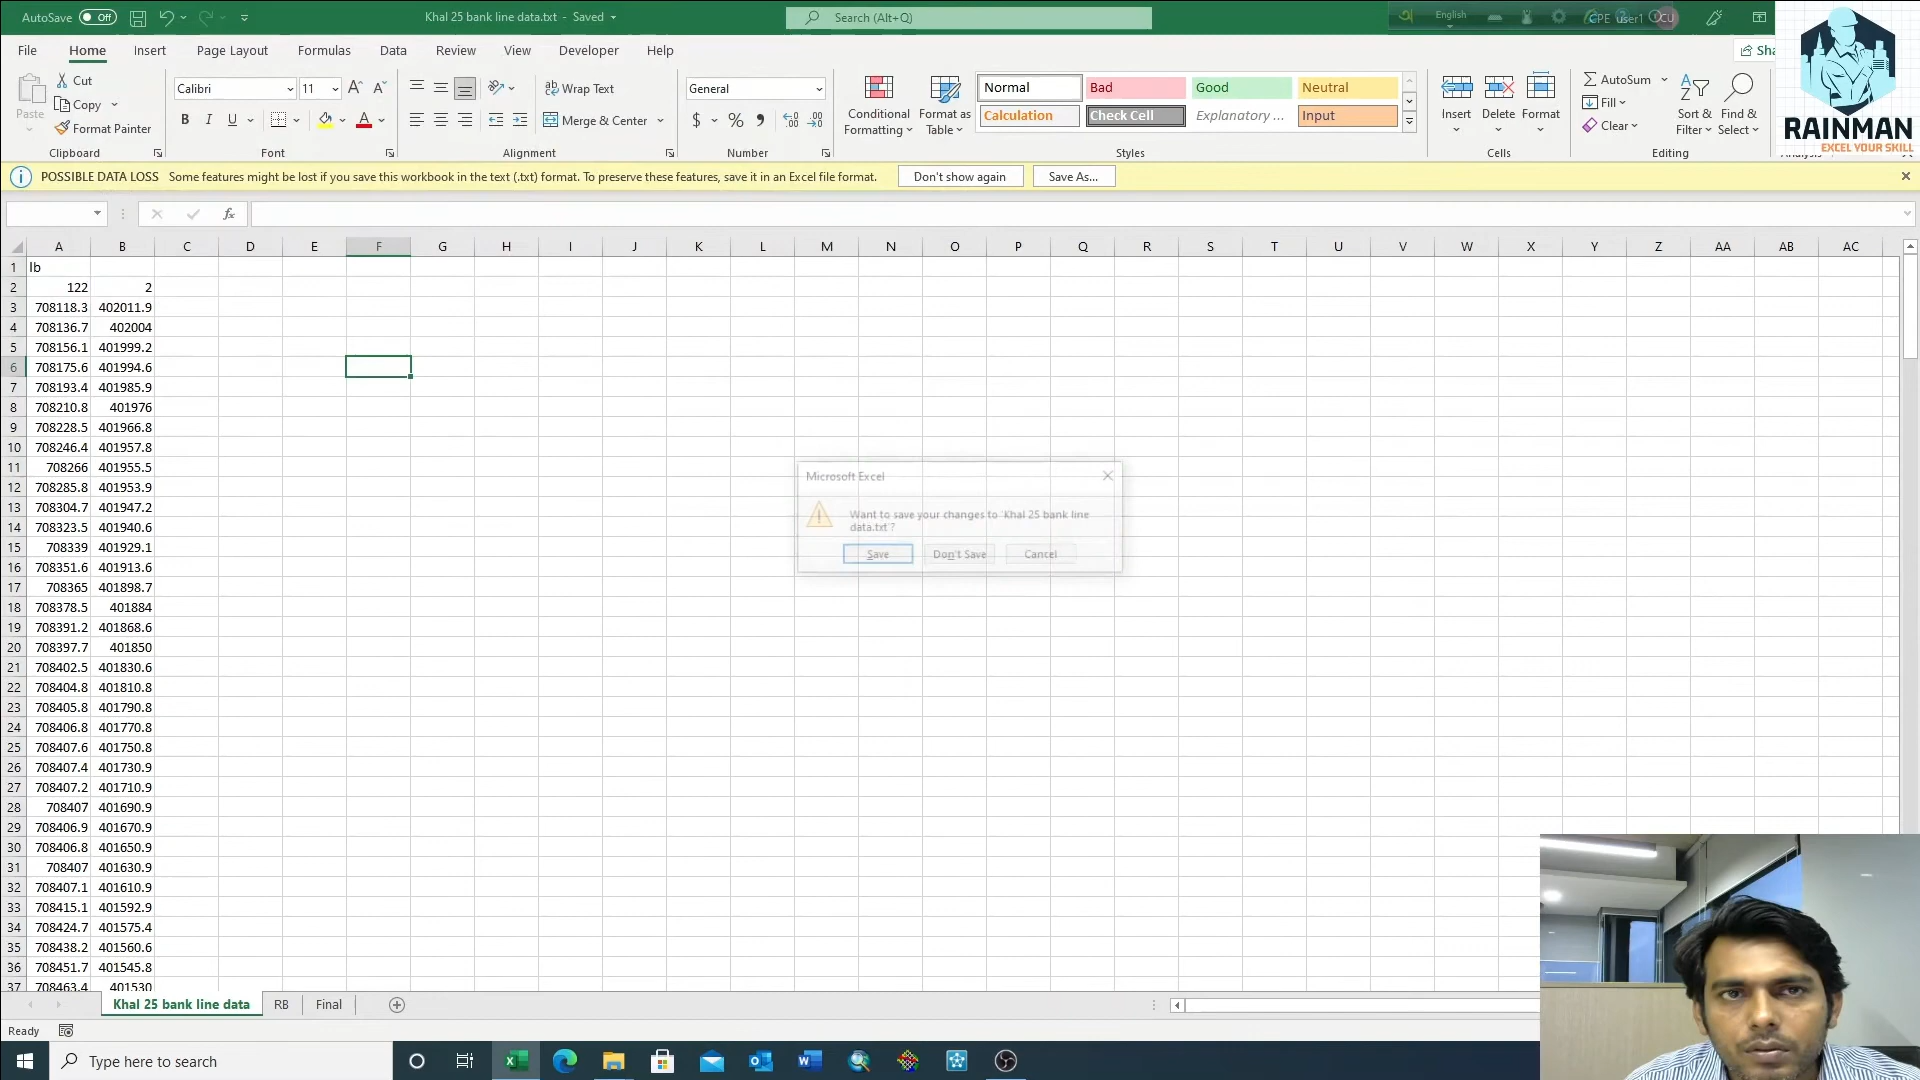 AutoSave Off Khal 25 bank line data.txt - Saved Search (Alt+Q) English CPE user1 CU
File Home Insert Page Layout Formulas Data Review View Developer Help Sha
Paste Cut Copy Format Painter Clipboard
Calibri 11 B I U A Font
Wrap Text Merge & Center Alignment
General $ % Number
Conditional Formatting Format as Table
Normal Bad Good Neutral
Calculation Check Cell Explanatory ... Input
Styles
Insert Delete Format Cells
AutoSum Fill Clear Sort & Filter Find & Select Editing
RAINMAN
EXCEL YOUR SKILL
POSSIBLE DATA LOSS Some features might be lost if you save this workbook in the text (.txt) format. To preserve these features, save it in an Excel file format. Don't show again Save As...
fx
A B C D E F G H I J K L M N O P Q R S T U V W X Y Z AA AB AC
1 lb
2 122 2
3 708118.3 402011.9
4 708136.7 402004
5 708156.1 401999.2
6 708175.6 401994.6
7 708193.4 401985.9
8 708210.8 401976
9 708228.5 401966.8
10 708246.4 401957.8
11 708266 401955.5
12 708285.8 401953.9
13 708304.7 401947.2
14 708323.5 401940.6
15 708339 401929.1
16 708351.6 401913.6
17 708365 401898.7
18 708378.5 401884
19 708391.2 401868.6
20 708397.7 401850
21 708402.5 401830.6
22 708404.8 401810.8
23 708405.8 401790.8
24 708406.8 401770.8
25 708407.6 401750.8
26 708407.4 401730.9
27 708407.2 401710.9
28 708407 401690.9
29 708406.9 401670.9
30 708406.8 401650.9
31 708407 401630.9
32 708407.1 401610.9
33 708415.1 401592.9
34 708424.7 401575.4
35 708438.2 401560.6
36 708451.7 401545.8
37 708463.4 401530
Microsoft Excel
Want to save your changes to 'Khal 25 bank line
data.txt'?
Save Don't Save Cancel
Khal 25 bank line data RB Final
Ready
Type here to search